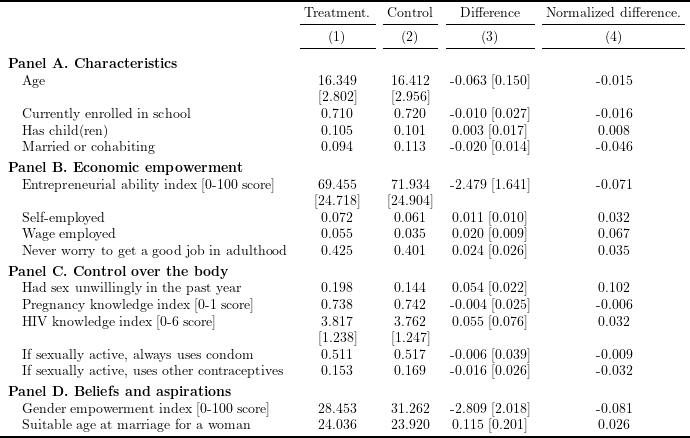 Treatment. Control Difference Normalized difference.
(1) (2) (3) (4)
Panel A. Characteristics
Age 16.349 16.412 -0.063 [0.150] -0.015
[2.802] [2.956]
Currently enrolled in school 0.710 0.720 -0.010 [0.027] -0.016
Has child(ren) 0.105 0.101 0.003 [0.017] 0.008
Married or cohabiting 0.094 0.113 -0.020 [0.014] -0.046
Panel B. Economic empowerment
Entrepreneurial ability index [0-100 score] 69.455 71.934 -2.479 [1.641] -0.071
[24.718] [24.904]
Self-employed 0.072 0.061 0.011 [0.010] 0.032
Wage employed 0.055 0.035 0.020 [0.009] 0.067
Never worry to get a good job in adulthood 0.425 0.401 0.024 [0.026] 0.035
Panel C. Control over the body
Had sex unwillingly in the past year 0.198 0.144 0.054 [0.022] 0.102
Pregnancy knowledge index [0-1 score] 0.738 0.742 -0.004 [0.025] -0.006
HIV knowledge index [0-6 score] 3.817 3.762 0.055 [0.076] 0.032
[1.238] [1.247]
If sexually active, always uses condom 0.511 0.517 -0.006 [0.039] -0.009
If sexually active, uses other contraceptives 0.153 0.169 -0.016 [0.026] -0.032
Panel D. Beliefs and aspirations
Gender empowerment index [0-100 score] 28.453 31.262 -2.809 [2.018] -0.081
Suitable age at marriage for a woman 24.036 23.920 0.115 [0.201] 0.026